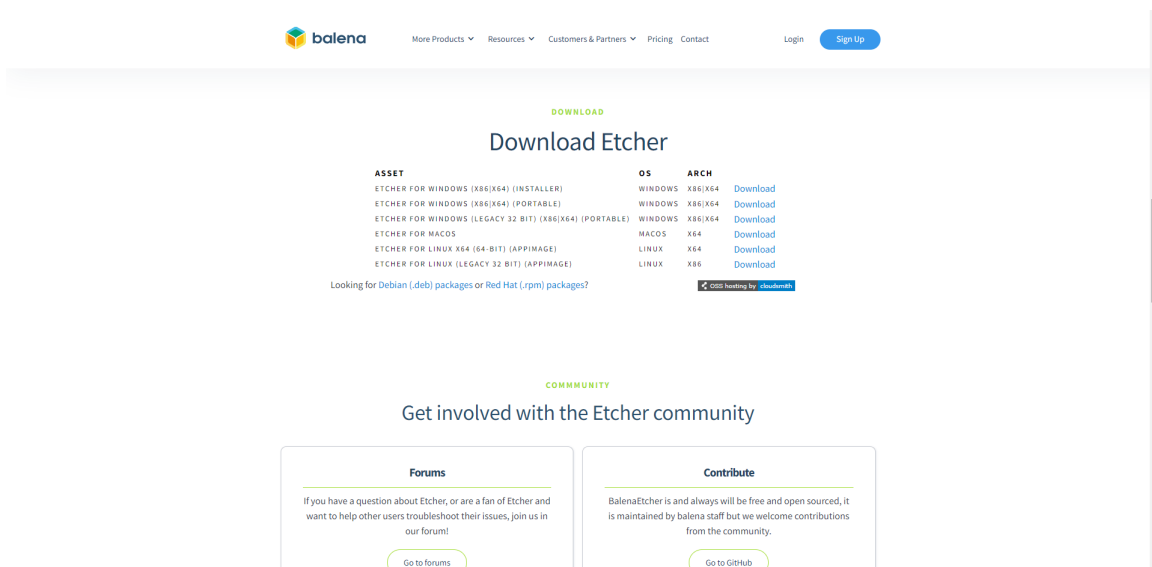 balena More Products Resources Customers & Partners Pricing Contact Login Sign Up
DOWNLOAD
Download Etcher
ASSET OS ARCH
ETCHER FOR WINDOWS (X86|X64) (INSTALLER) WINDOWS X86|X64 Download
ETCHER FOR WINDOWS (X86|X64) (PORTABLE) WINDOWS X86|X64 Download
ETCHER FOR WINDOWS (LEGACY 32 BIT) (X86|X64) (PORTABLE) WINDOWS X86|X64 Download
ETCHER FOR MACOS MACOS X64 Download
ETCHER FOR LINUX X64 (64-BIT) (APPIMAGE) LINUX X64 Download
ETCHER FOR LINUX (LEGACY 32 BIT) (APPIMAGE) LINUX X86 Download
Looking for Debian (.deb) packages or Red Hat (.rpm) packages? OSS hosting by cloudsmith
COMMMUNITY
Get involved with the Etcher community
Forums
If you have a question about Etcher, or are a fan of Etcher and
want to help other users troubleshoot their issues, join us in
our forum!
Go to forums
Contribute
BalenaEtcher is and always will be free and open sourced, it
is maintained by balena staff but we welcome contributions
from the community.
Go to GitHub